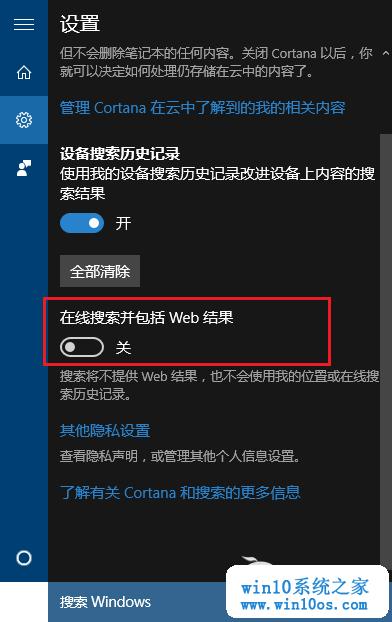 设置
但不会删除笔记本的任何内容。关闭 Cortana 以后，你
就可以决定如何处理仍存储在云中的内容了。
管理 Cortana 在云中了解到的我的相关内容
设备搜索历史记录
使用我的设备搜索历史记录改进设备上内容的搜
索结果
开
全部清除
在线搜索并包括 Web 结果
关
搜索将不提供 Web 结果，也不会使用我的位置或在线搜
索历史记录。
其他隐私设置
查看隐私声明，或管理其他个人信息设置。
了解有关 Cortana 和搜索的更多信息
搜索 Windows
win10系统之家
www.win10os.com